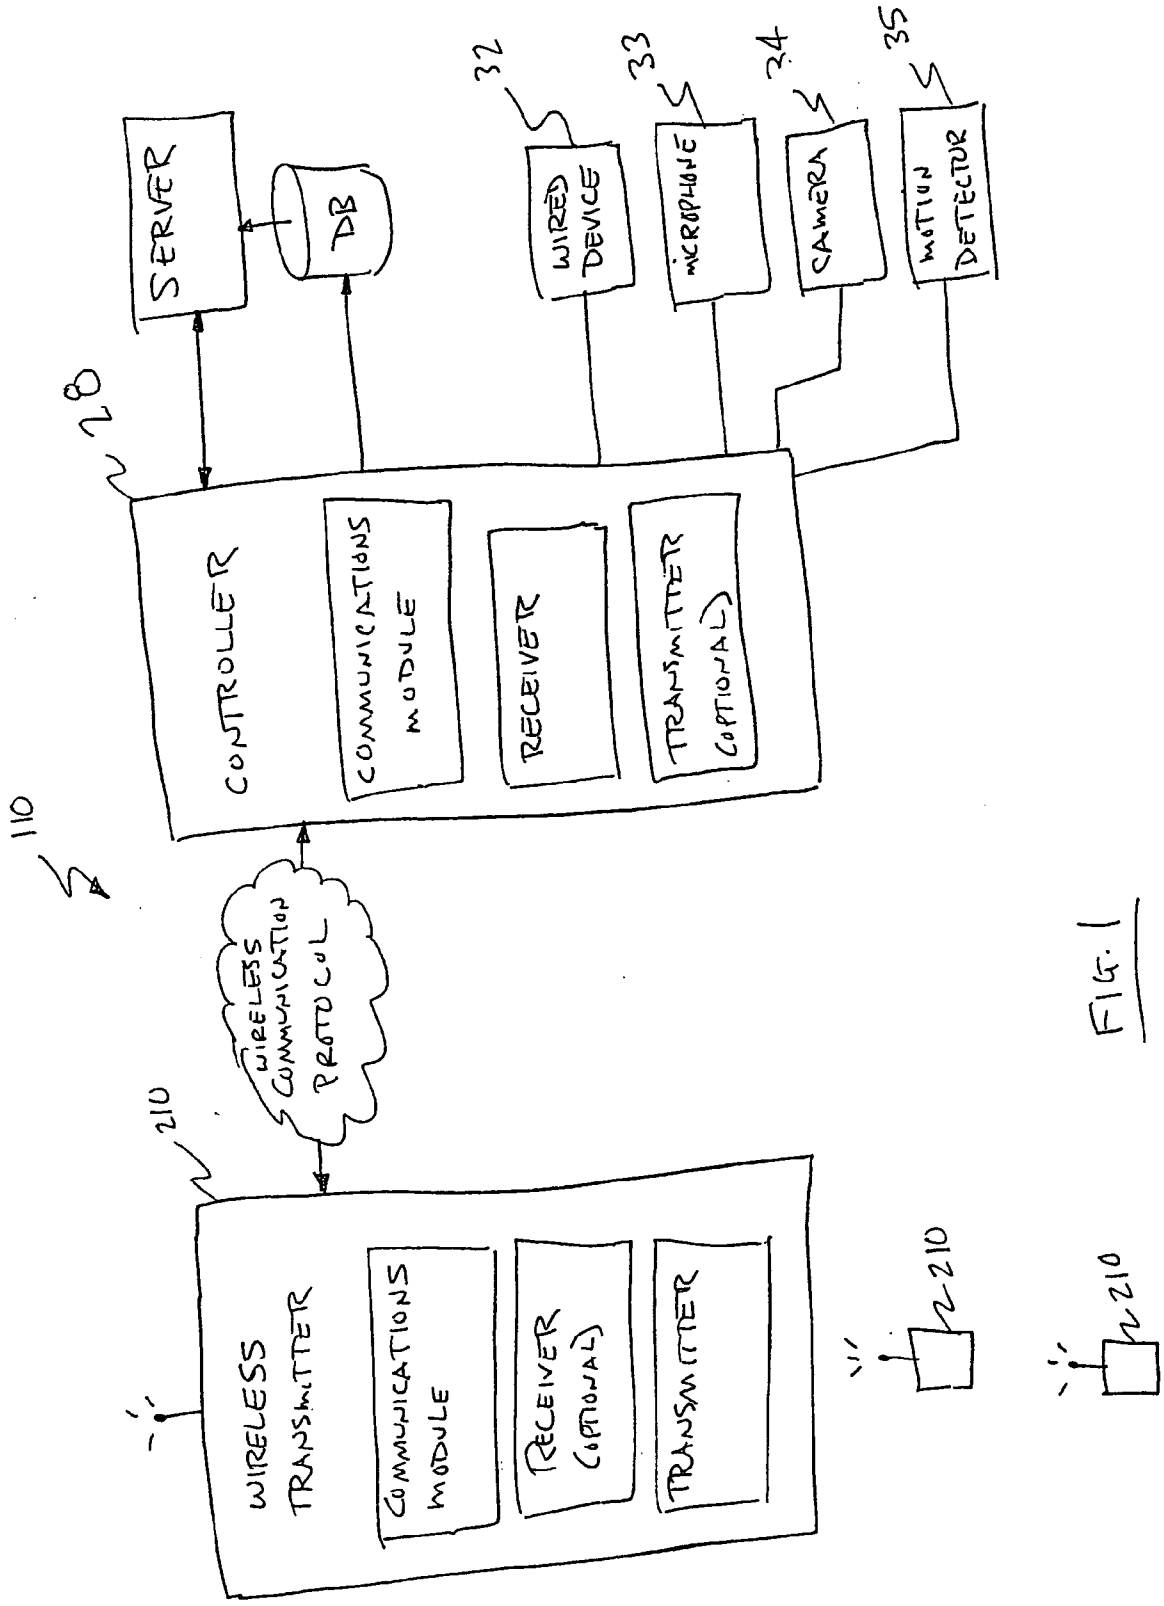 110
210
WIRELESS
TRANSMITTER
COMMUNICATIONS
MODULE
RECEIVER
(OPTIONAL)
TRANSMITTER
210
210
WIRELESS
COMMUNICATION
PROTOCOL
28
CONTROLLER
COMMUNICATIONS
MODULE
RECEIVER
TRANSMITTER
(OPTIONAL)
SERVER
DB
32
WIRED
DEVICE
33
MICROPHONE
34
CAMERA
35
MOTION
DETECTOR
FIG. 1